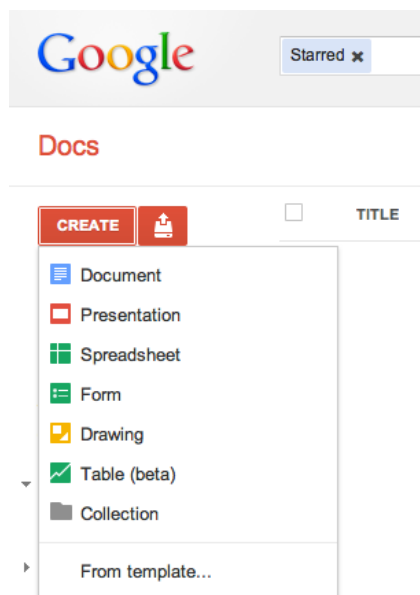 Google
Starred ×
Docs
CREATE
TITLE
Document
Presentation
Spreadsheet
Form
Drawing
Table (beta)
Collection
From template...